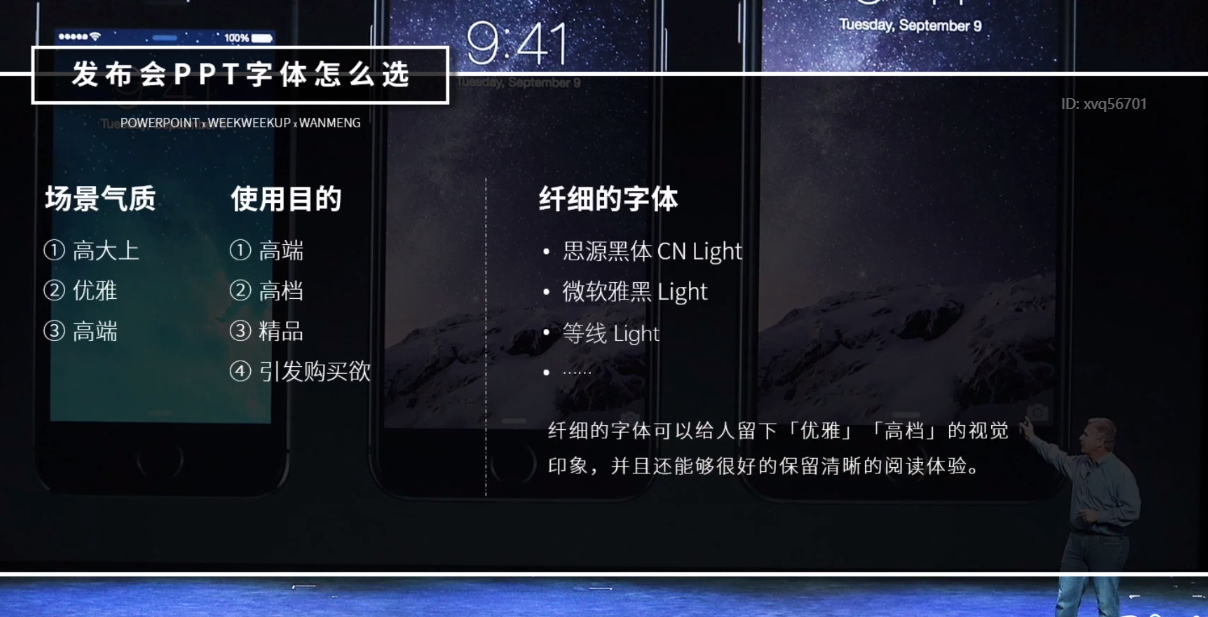 100%
9:41
Tuesday, September 9
发布会PPT字体怎么选
Tuesday, September 9
ID: xvq56701
POWERPOINT x WEEKWEEKUP x WANMENG
场景气质
① 高大上
② 优雅
③ 高端
使用目的
① 高端
② 高档
③ 精品
④ 引发购买欲
纤细的字体
• 思源黑体 CN Light
• 微软雅黑 Light
• 等线 Light
• ······
纤细的字体可以给人留下「优雅」「高档」的视觉
印象，并且还能够很好的保留清晰的阅读体验。